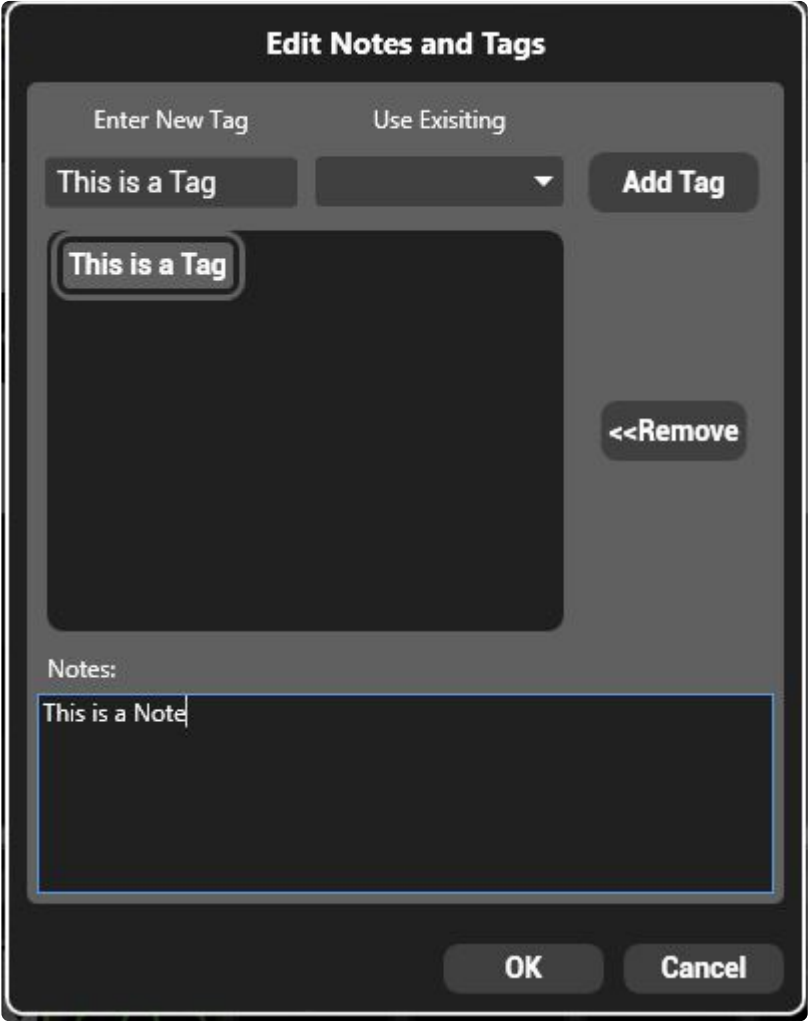 Edit Notes and Tags
Enter New Tag
Use Exisiting
This is a Tag
Add Tag
This is a Tag
<<Remove
Notes:
This is a Note
OK
Cancel